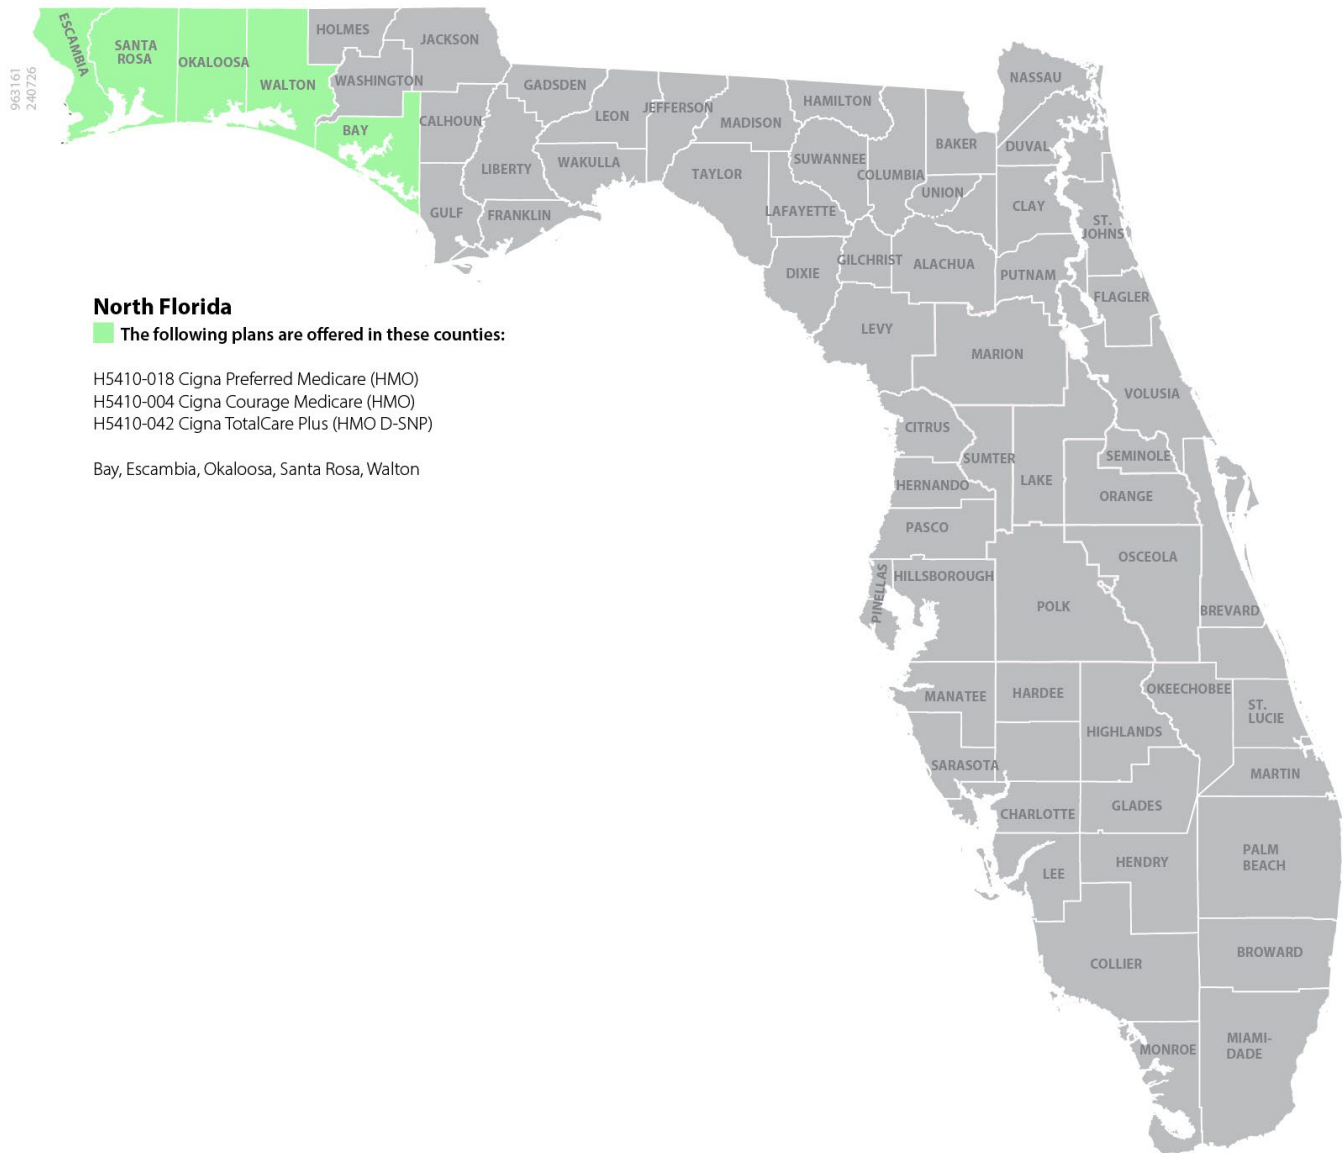 963161
240726
ESCAMBIA
SANTA
ROSA
OKALOOSA
WALTON
HOLMES
JACKSON
WASHINGTON
BAY
CALHOUN
GULF
GADSDEN
LIBERTY
FRANKLIN
LEON
WAKULLA
JEFFERSON
MADISON
TAYLOR
HAMILTON
SUWANNEE
LAFAYETTE
DIXIE
COLUMBIA
GILCHRIST
BAKER
UNION
ALACHUA
NASSAU
DUVAL
CLAY
ST.
JOHNS
PUTNAM
FLAGLER
LEVY
MARION
VOLUSIA
North Florida
The following plans are offered in these counties:
H5410-018 Cigna Preferred Medicare (HMO)
H5410-004 Cigna Courage Medicare (HMO)
H5410-042 Cigna TotalCare Plus (HMO D-SNP)
Bay, Escambia, Okaloosa, Santa Rosa, Walton
CITRUS
SUMTER
HERNANDO
LAKE
SEMINOLE
ORANGE
PASCO
PINELLAS
HILLSBOROUGH
POLK
OSCEOLA
BREVARD
MANATEE
HARDEE
HIGHLANDS
OKEECHOBEE
ST.
LUCIE
SARASOTA
MARTIN
CHARLOTTE
GLADES
LEE
HENDRY
PALM
BEACH
COLLIER
BROWARD
MONROE
MIAMI-
DADE